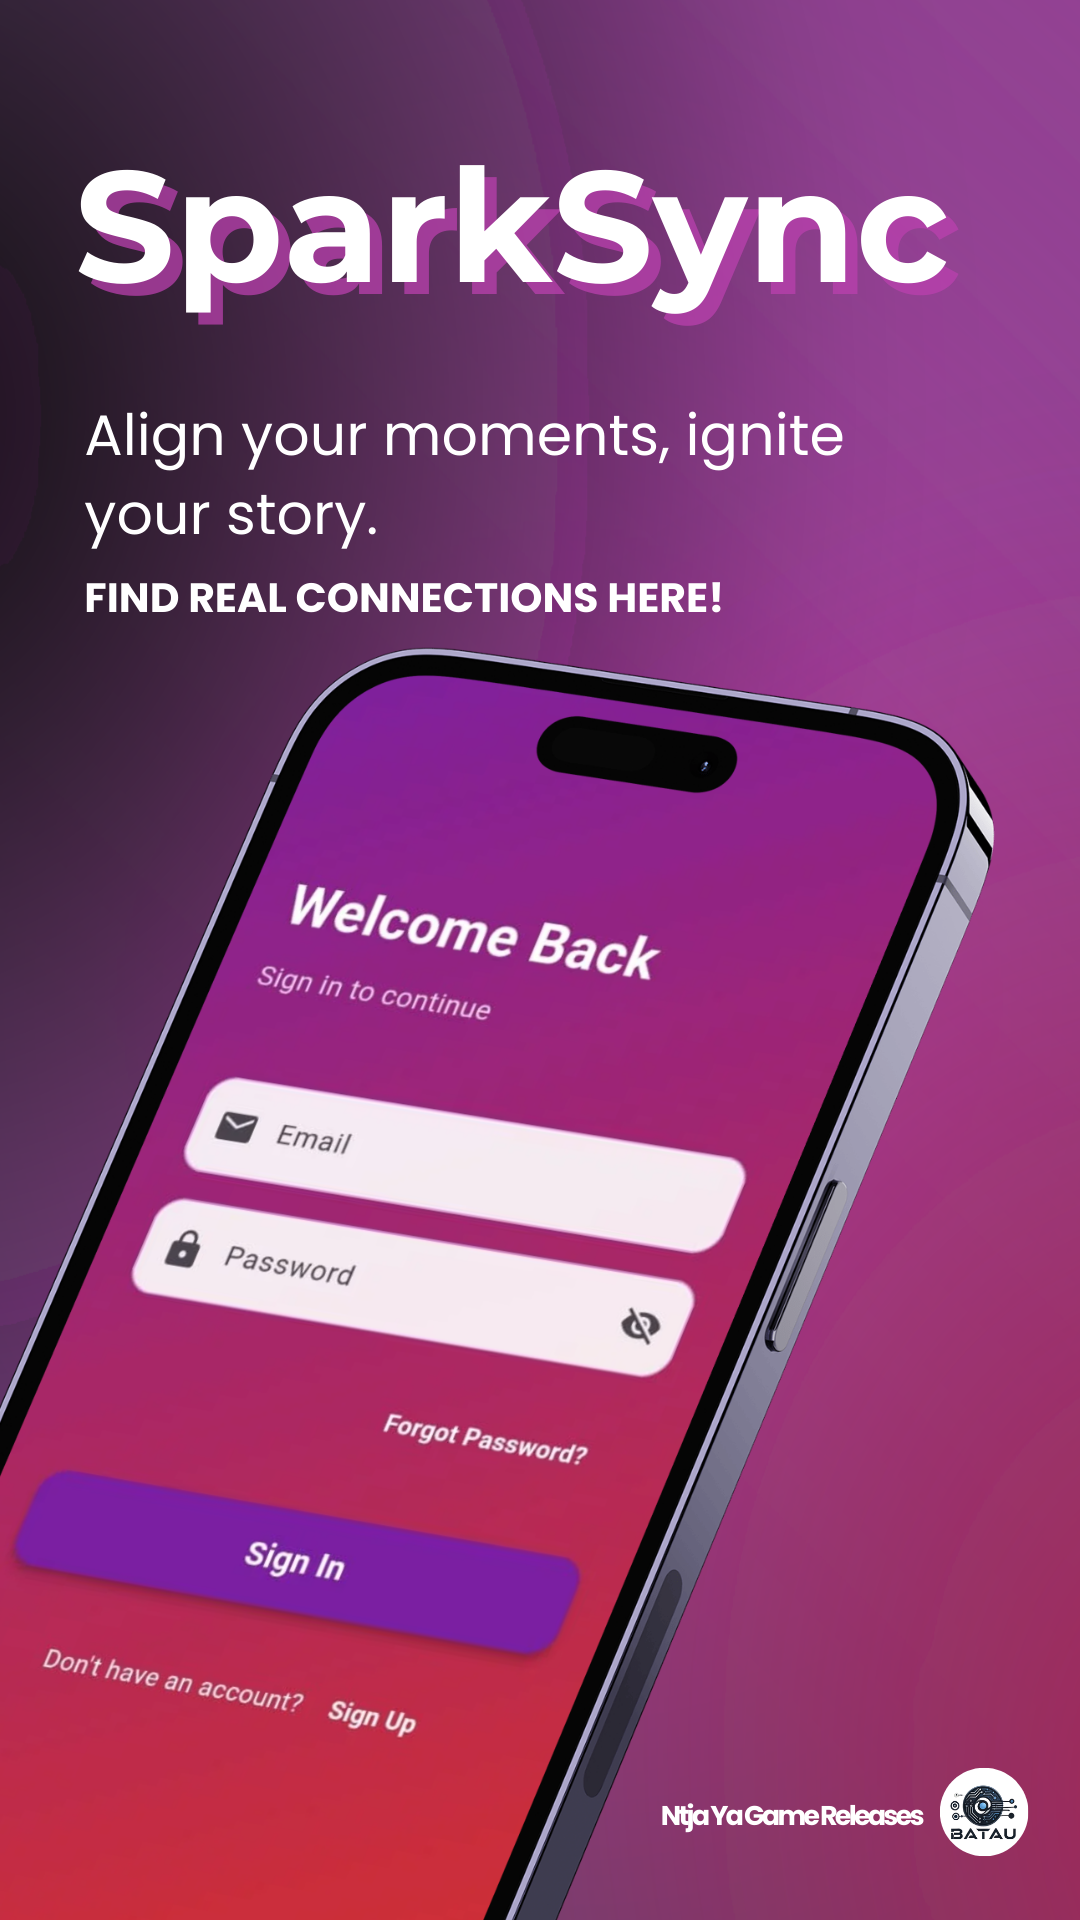 SparkSync
Align your moments, ignite
your story.
FIND REAL CONNECTIONS HERE!
Welcome Back
Sign in to continue
Email
Password
Forgot Password?
Sign In
Don't have an account? Sign Up
Ntja Ya Game Releases
BATAU